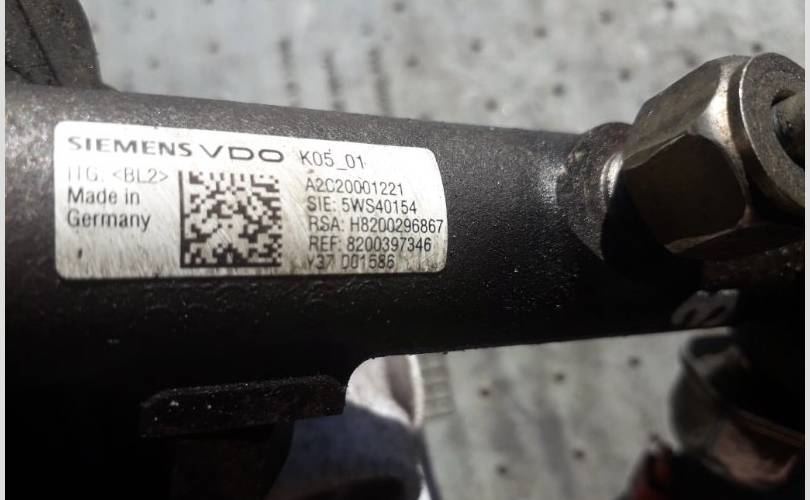 SIEMENS VDO K05_01
ITG: <BL2>
Made in
Germany
A2C20001221
SIE: 5WS40154
RSA: H8200296867
REF: 8200397346
Y37 001586